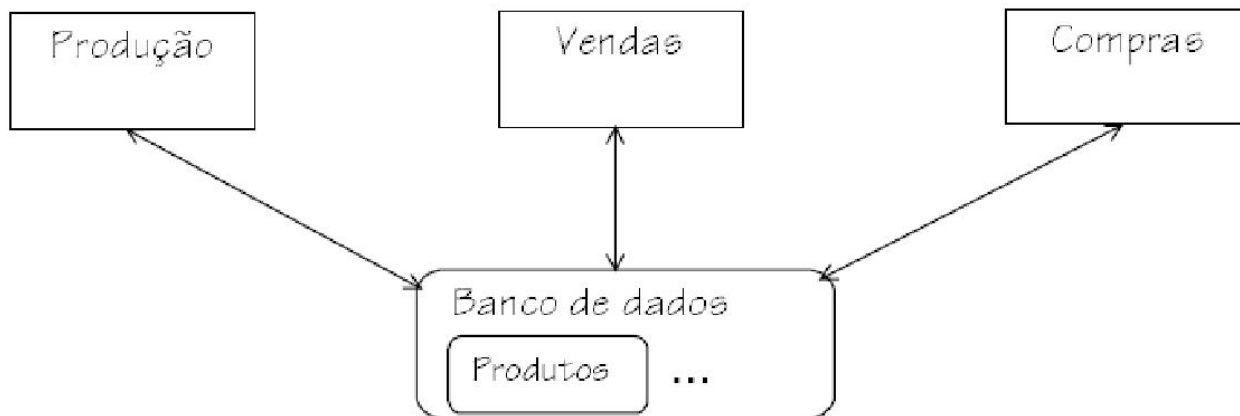 Produção
Vendas
Compras
Banco de dados
Produtos ...